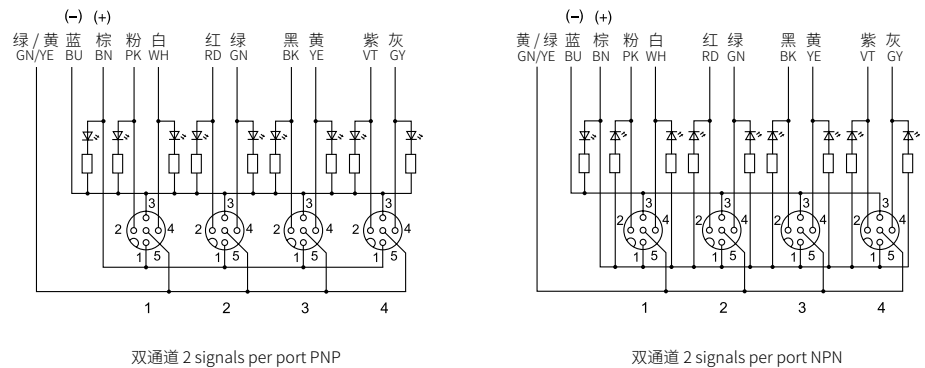 (−) (+)
绿/黄 蓝 棕 粉 白 红 绿 黑 黄 紫 灰
GN/YE BU BN PK WH RD GN BK YE VT GY
3 3 3 3
2 4 2 4 2 4 2 4
1 5 1 5 1 5 1 5
1 2 3 4
双通道 2 signals per port PNP
(−) (+)
黄/绿 蓝 棕 粉 白 红 绿 黑 黄 紫 灰
GN/YE BU BN PK WH RD GN BK YE VT GY
3 3 3 3
2 4 2 4 2 4 2 4
1 5 1 5 1 5 1 5
1 2 3 4
双通道 2 signals per port NPN